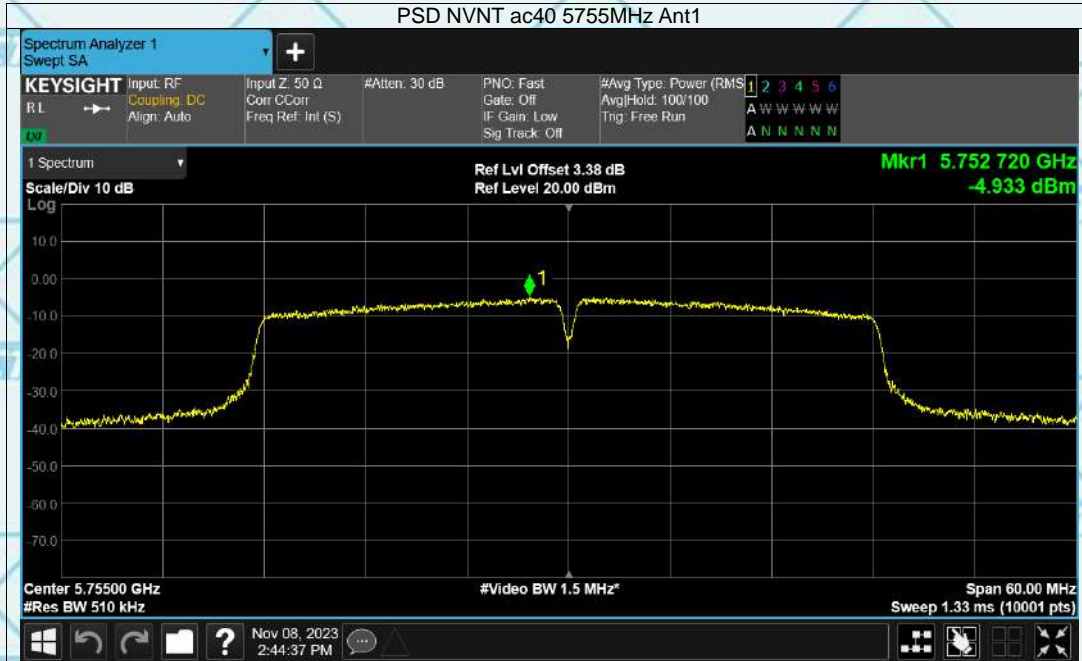 PSD NVNT ac40 5755MHz Ant1
Spectrum Analyzer 1
Swept SA
+
KEYSIGHT
R L
LXI
Input: RF
Coupling: DC
Align: Auto
Input Z: 50 Ω
Corr CCorr
Freq Ref: Int (S)
#Atten: 30 dB
PNO: Fast
Gate: Off
IF Gain: Low
Sig Track: Off
#Avg Type: Power (RMS
Avg|Hold: 100/100
Trig: Free Run
1 2 3 4 5 6
A W W W W W
A N N N N N
1 Spectrum
Scale/Div 10 dB
Log
Ref Lvl Offset 3.38 dB
Ref Level 20.00 dBm
Mkr1 5.752 720 GHz
-4.933 dBm
10.0
0.00
1
-10.0
-20.0
-30.0
-40.0
-50.0
-60.0
-70.0
Center 5.75500 GHz
#Res BW 510 kHz
#Video BW 1.5 MHz*
Span 60.00 MHz
Sweep 1.33 ms (10001 pts)
?
Nov 08, 2023
2:44:37 PM